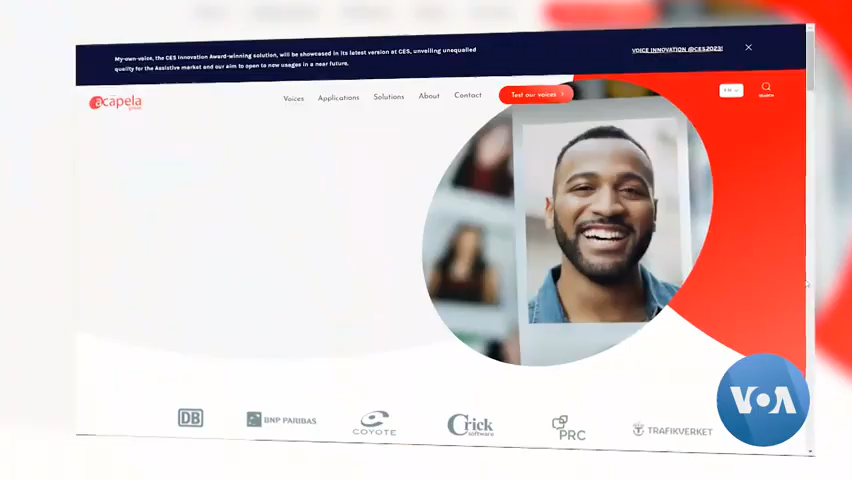 My-own-voice, the CES Innovation Award-winning solution, will be showcased in its latest version at CES, unveiling unequalled
quality for the Assistive market and our aim to open to new usages in a near future.
VOICE INNOVATION @CES2023!
acapela
group
Voices Applications Solutions About Contact Test our voices
EN
SEARCH
DB
BNP PARIBAS
COYOTE
Crick
software
PRC
TRAFIKVERKET
VOA